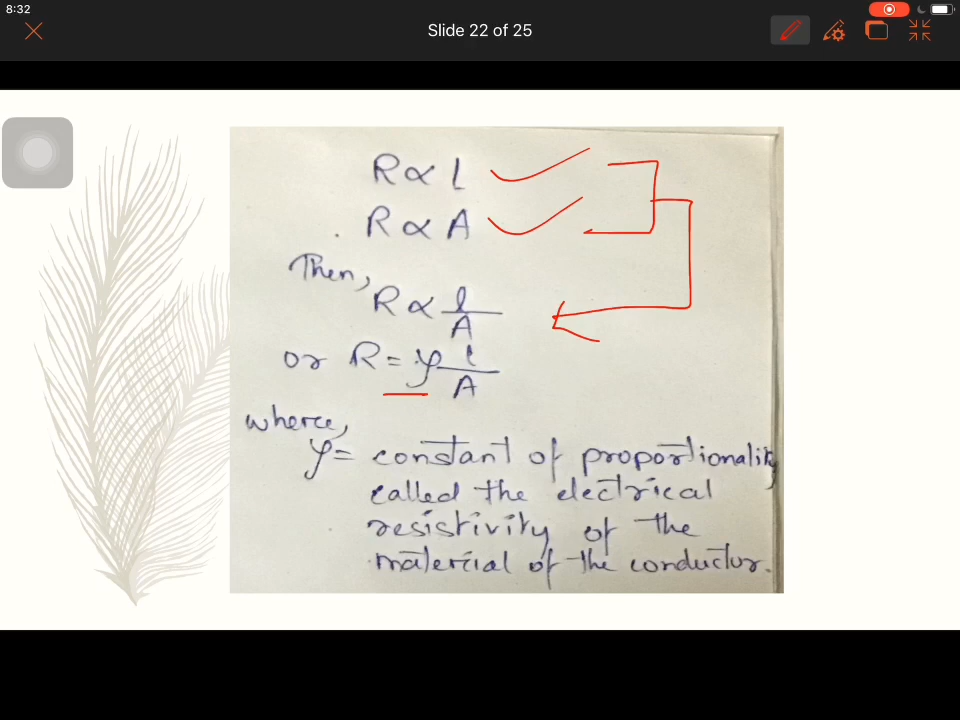 8:32
Slide 22 of 25
R ∝ l
R ∝ A
Then,
R ∝ l/A
or R = ρ l/A
where,
ρ = constant of proportionality
called the electrical
resistivity of the
material of the conductor.